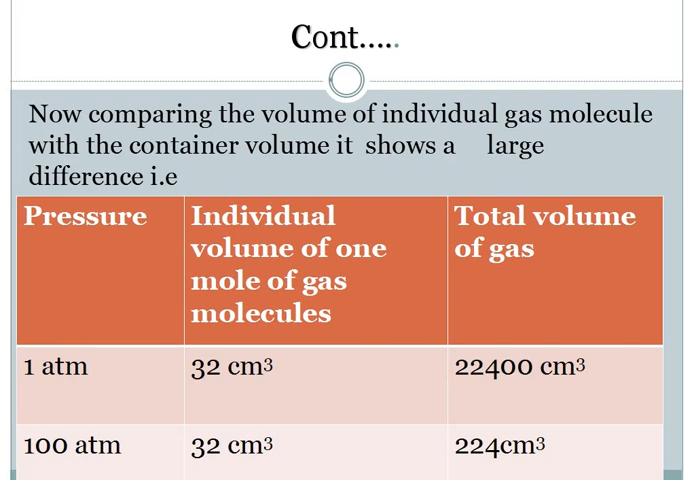 Cont.....
Now comparing the volume of individual gas molecule
with the container volume it shows a large
difference i.e
Pressure
Individual
volume of one
mole of gas
molecules
Total volume
of gas
1 atm
32 cm³
22400 cm³
100 atm
32 cm³
224cm³